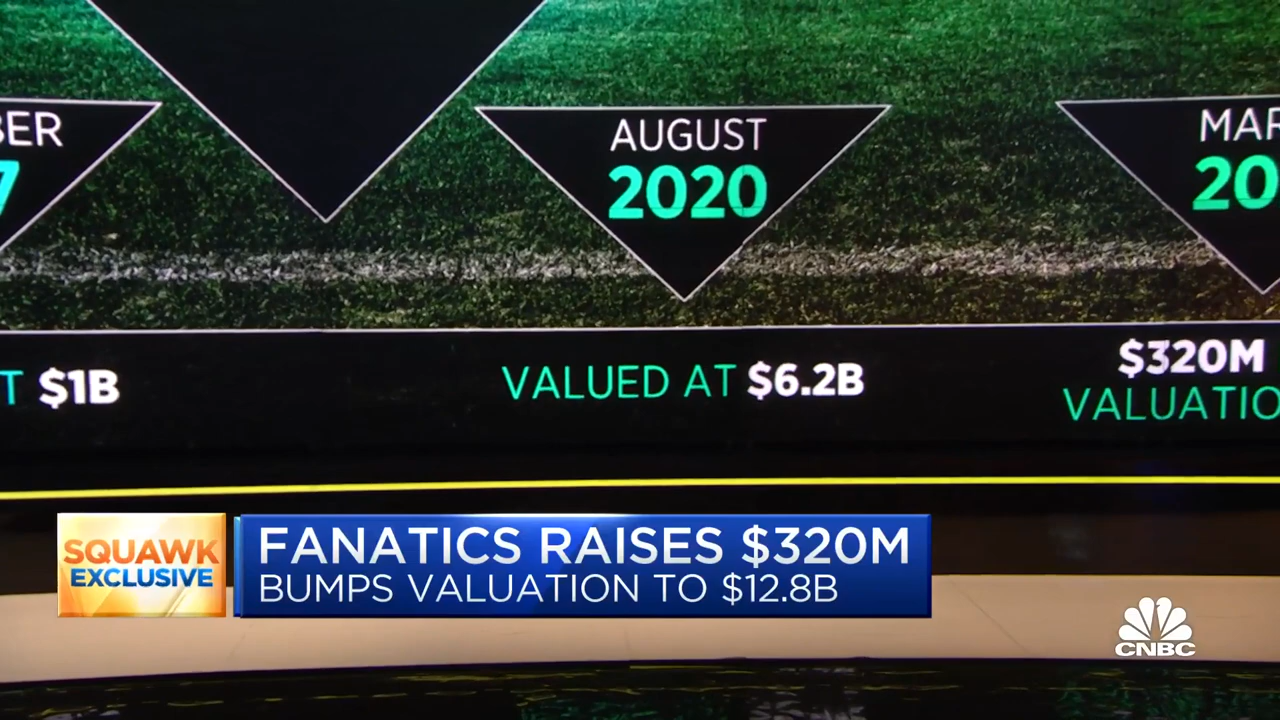 BER
7
AUGUST
2020
MAR
20
T $1B
VALUED AT $6.2B
$320M
VALUATIO
SQUAWK
EXCLUSIVE
FANATICS RAISES $320M
BUMPS VALUATION TO $12.8B
CNBC